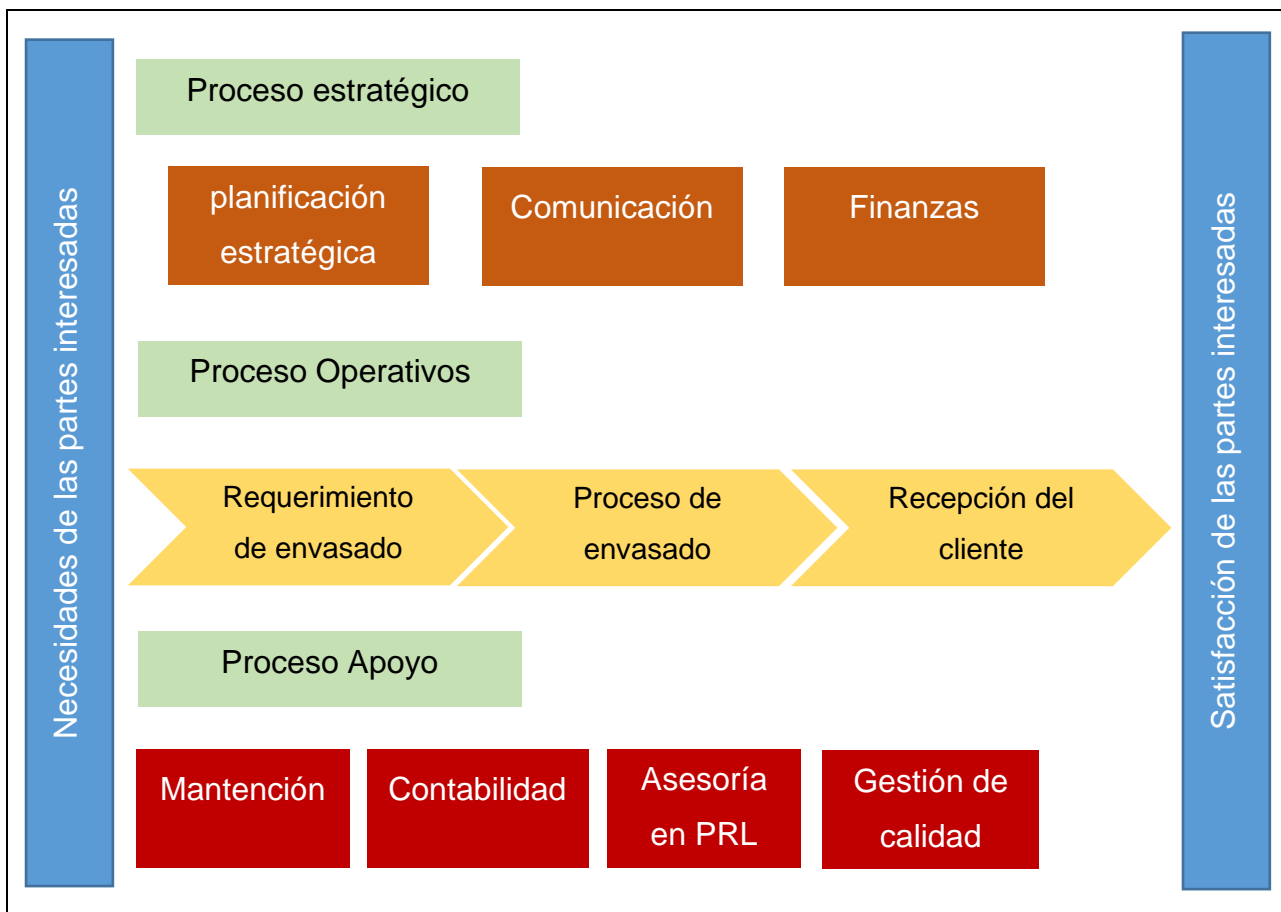 Necesidades de las partes interesadas
Proceso estratégico
planificación
estratégica
Comunicación
Finanzas
Proceso Operativos
Requerimiento
de envasado
Proceso de
envasado
Recepción del
cliente
Proceso Apoyo
Mantención
Contabilidad
Asesoría
en PRL
Gestión de
calidad
Satisfacción de las partes interesadas